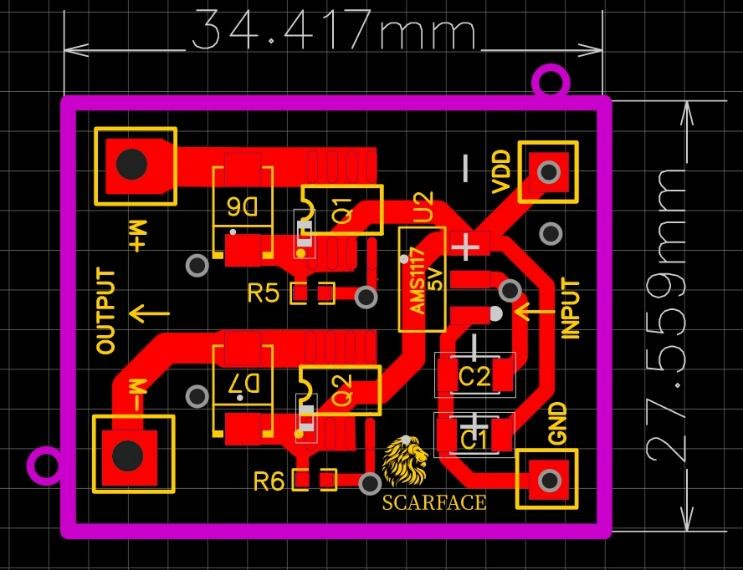 34.417mm
VDD
D6
Q1
U2
M+
AMS1117
5V
R5
OUTPUT
INPUT
27.559mm
D7
Q2
C2
M-
C1
GND
R6
SCARFACE